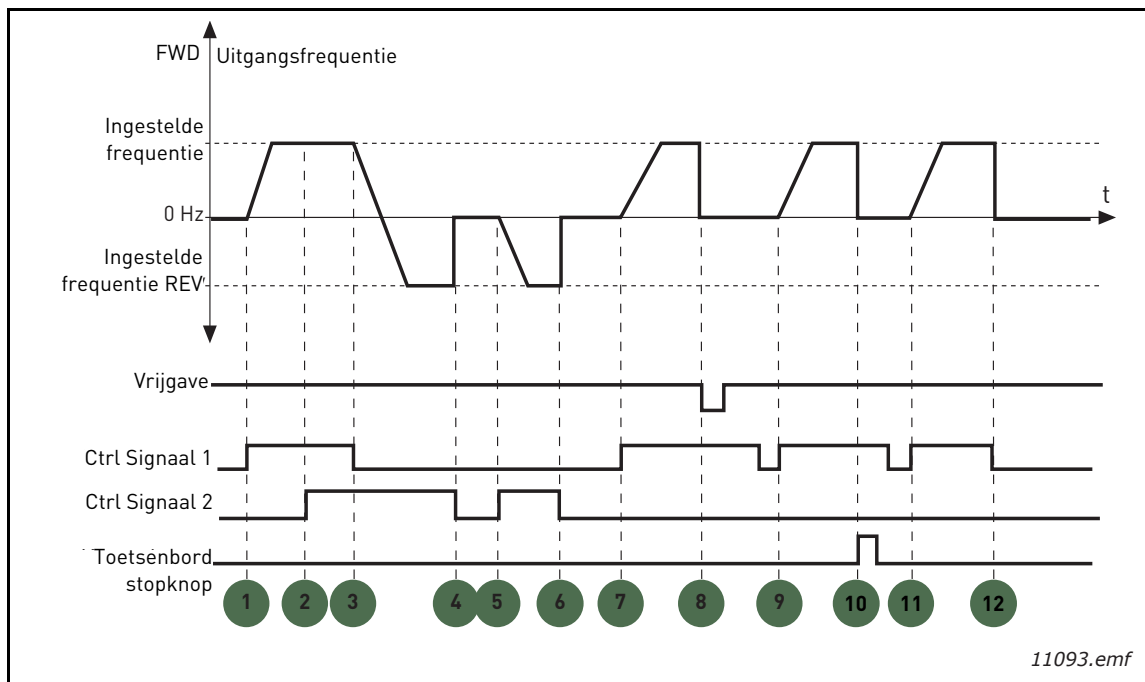 FWD
Uitgangsfrequentie
Ingestelde
frequentie
t
0 Hz
Ingestelde
frequentie REV
Vrijgave
Ctrl Signaal 1
Ctrl Signaal 2
Toetsenbord
stopknop
1 2 3 4 5 6 7 8 9 10 11 12
11093.emf